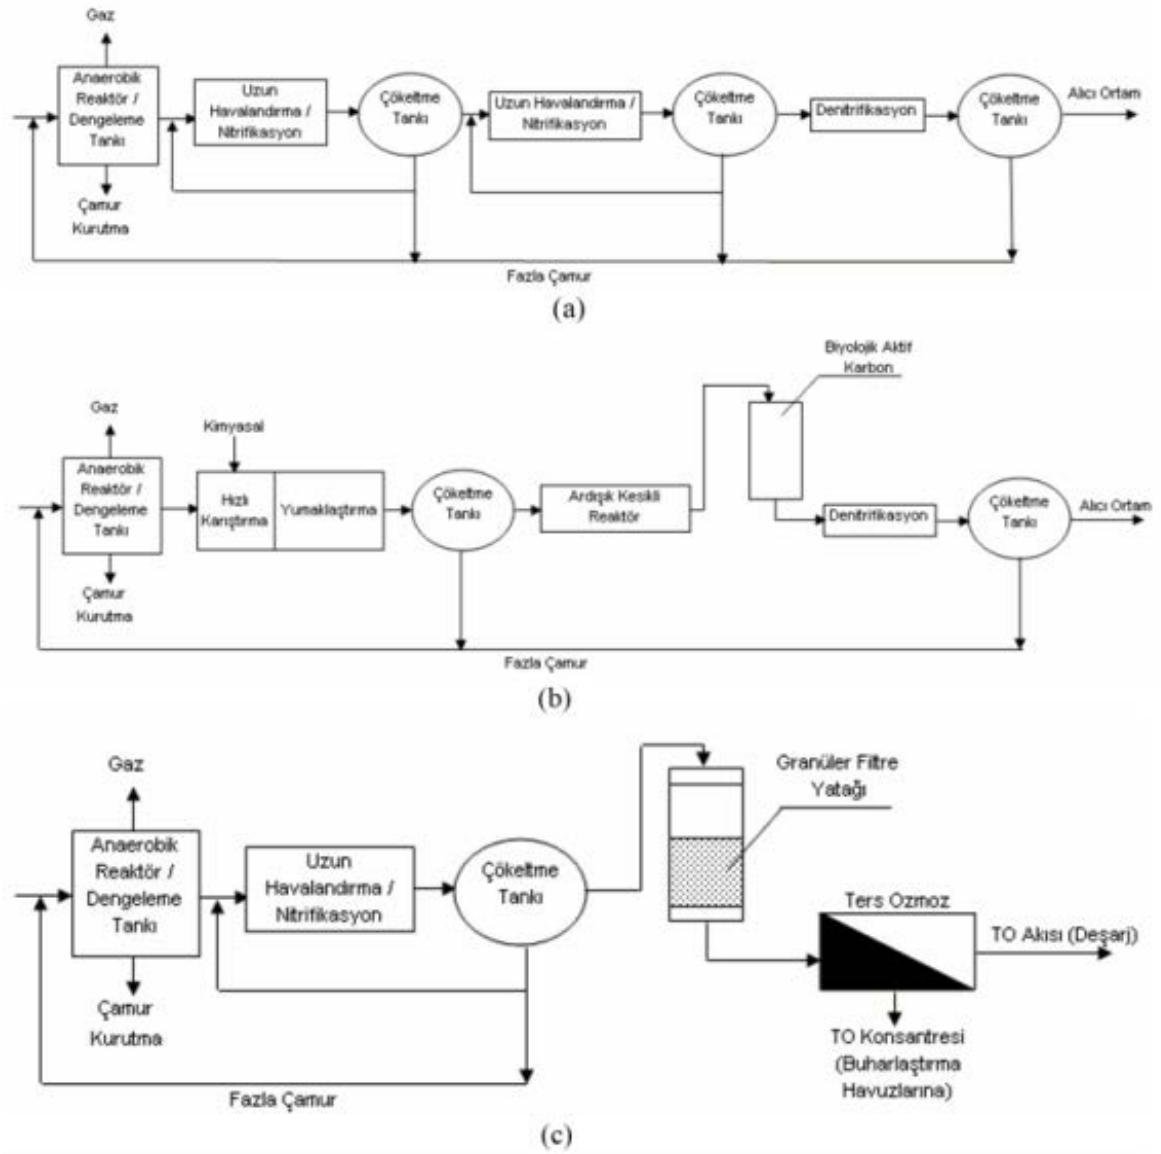 Gaz
Anaerobik
Reaktör /
Dengeleme
Tankı
Uzun
Havalandırma /
Nitrifikasyon
Çökeltme
Tankı
Uzun Havalandırma /
Nitrifikasyon
Çökeltme
Tankı
Denitrifikasyon
Çökeltme
Tankı
Alıcı Ortam
Çamur
Kurutma
Fazla Çamur
(a)
Biyolojik Aktif
Karbon
Gaz
Kimyasal
Anaerobik
Reaktör /
Dengeleme
Tankı
Hızlı
Karıştırma
Yumaklaştırma
Çökeltme
Tankı
Ardışık Kesikli
Reaktör
Denitrifikasyon
Çökeltme
Tankı
Alıcı Ortam
Çamur
Kurutma
Fazla Çamur
(b)
Gaz
Granüler Filtre
Yatağı
Anaerobik
Reaktör /
Dengeleme
Tankı
Uzun
Havalandırma /
Nitrifikasyon
Çökeltme
Tankı
Ters Ozmoz
TO Akısı (Deşarj)
Çamur
Kurutma
TO Konsantresi
(Buharlaştırma
Havuzlarına)
Fazla Çamur
(c)